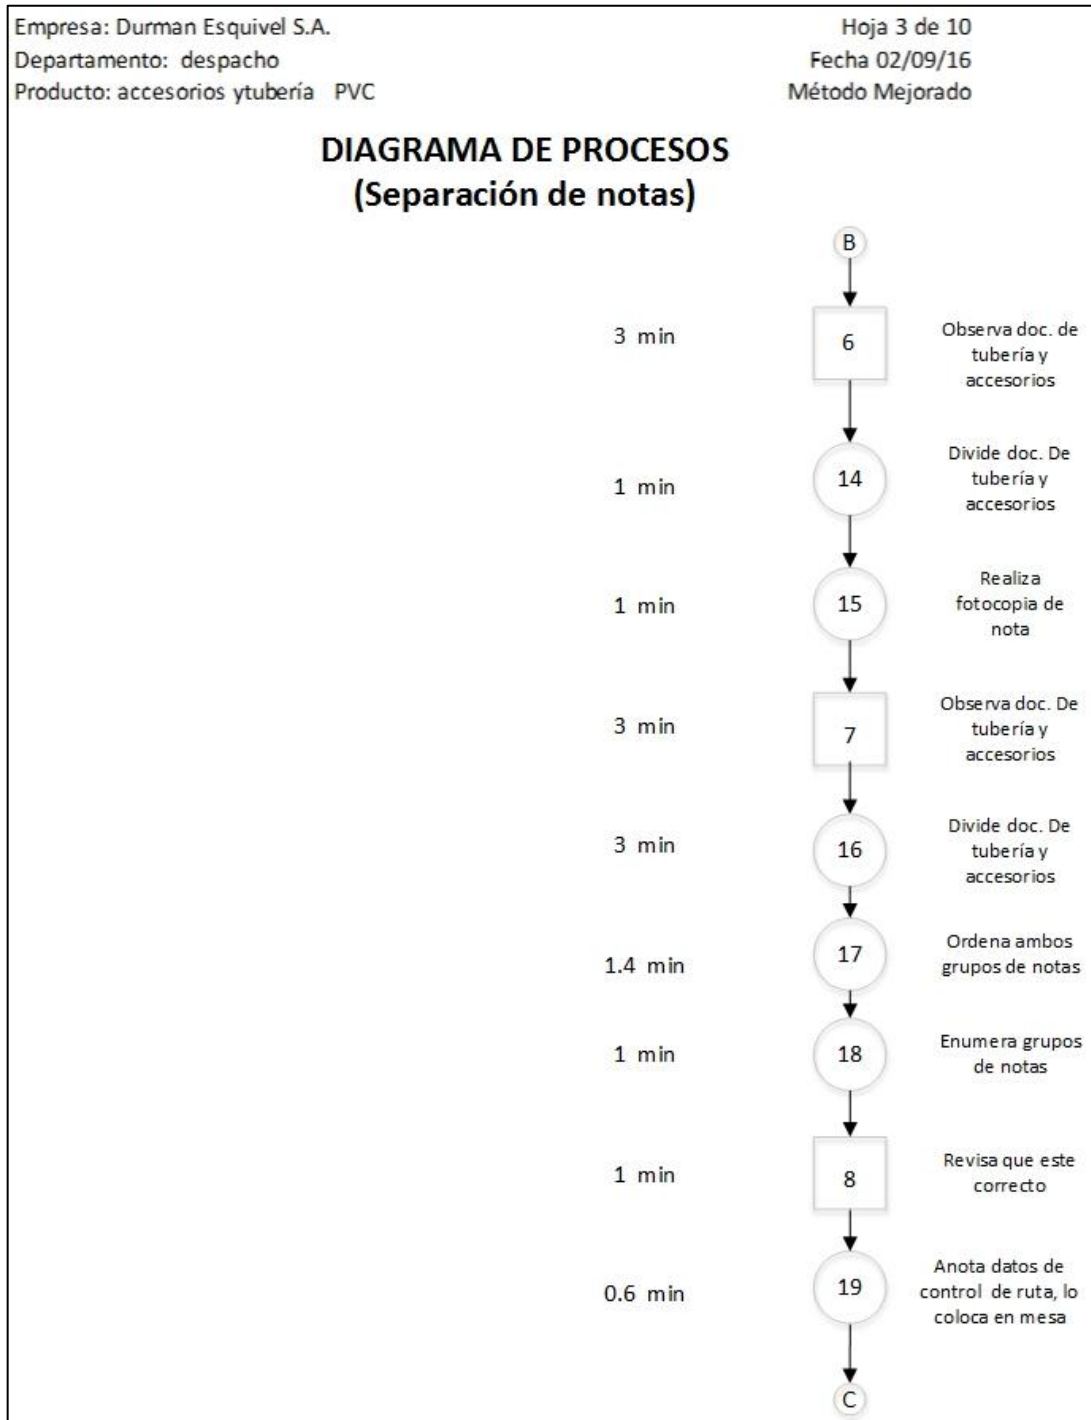 Empresa: Durman Esquivel S.A.
Hoja 3 de 10
Departamento: despacho
Fecha 02/09/16
Producto: accesorios ytubería PVC
Método Mejorado
DIAGRAMA DE PROCESOS
(Separación de notas)
B
3 min
6
Observa doc. de
tubería y
accesorios
1 min
14
Divide doc. De
tubería y
accesorios
1 min
15
Realiza
fotocopia de
nota
3 min
7
Observa doc. De
tubería y
accesorios
3 min
16
Divide doc. De
tubería y
accesorios
1.4 min
17
Ordena ambos
grupos de notas
1 min
18
Enumera grupos
de notas
1 min
8
Revisa que este
correcto
0.6 min
19
Anota datos de
control de ruta, lo
coloca en mesa
C